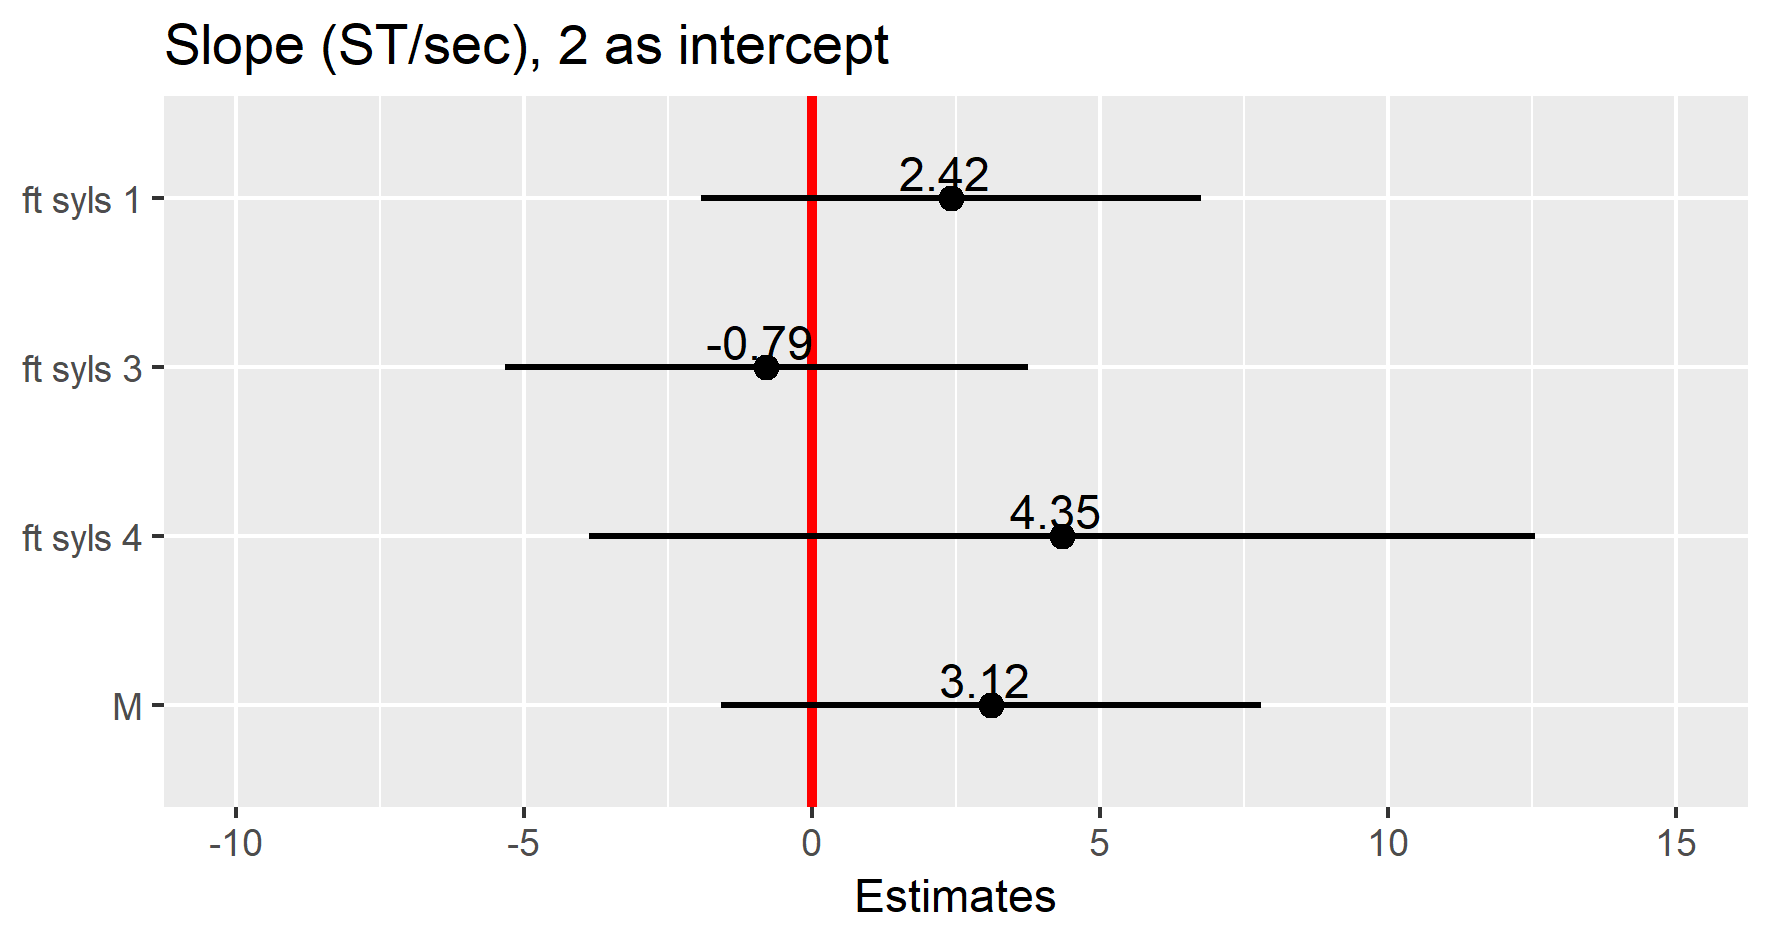 Slope (ST/sec), 2 as intercept
ft syls 1
2.42
ft syls 3
-0.79
ft syls 4
4.35
M
3.12
-10
-5
0
5
10
15
Estimates